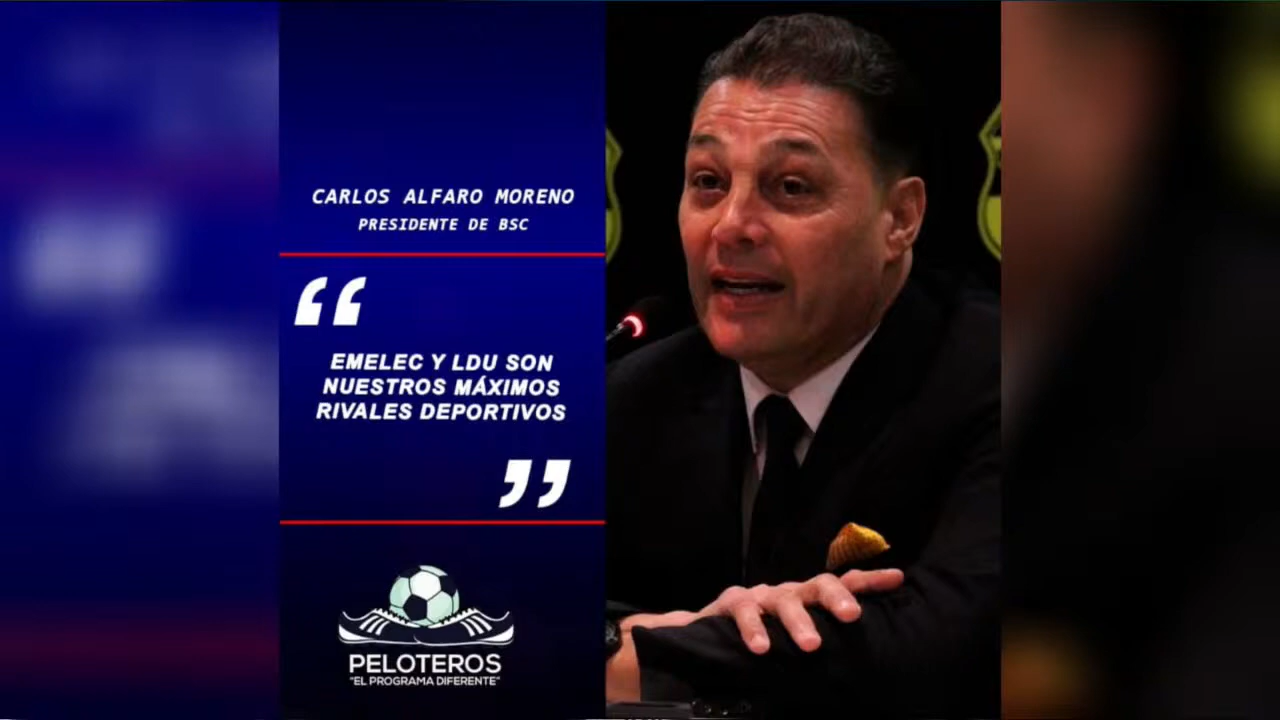 CARLOS ALFARO MORENO
PRESIDENTE DE BSC
“
EMELEC Y LDU SON
NUESTROS MÁXIMOS
RIVALES DEPORTIVOS
”
PELOTEROS
"EL PROGRAMA DIFERENTE"